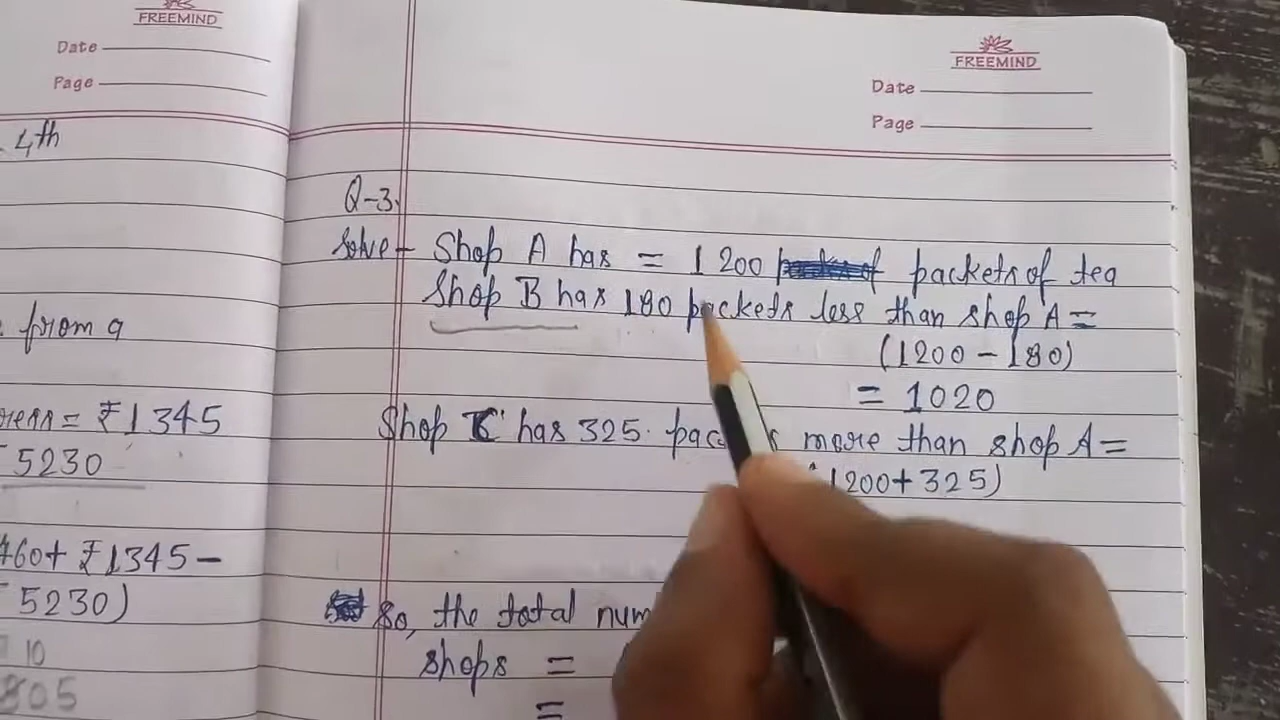 FREEMIND
Date
Page
4th
from a
= ₹1345
5230
460+ ₹1345-
5230)
10
805
FREEMIND
Date
Page
Q-3.
Solve - Shop A has = 1200 packets of tea
Shop B has 180 packets less than shop A =
(1200-180)
= 1020
Shop C has 325 more than shop A =
1200+325)
So, the total
shops =
=